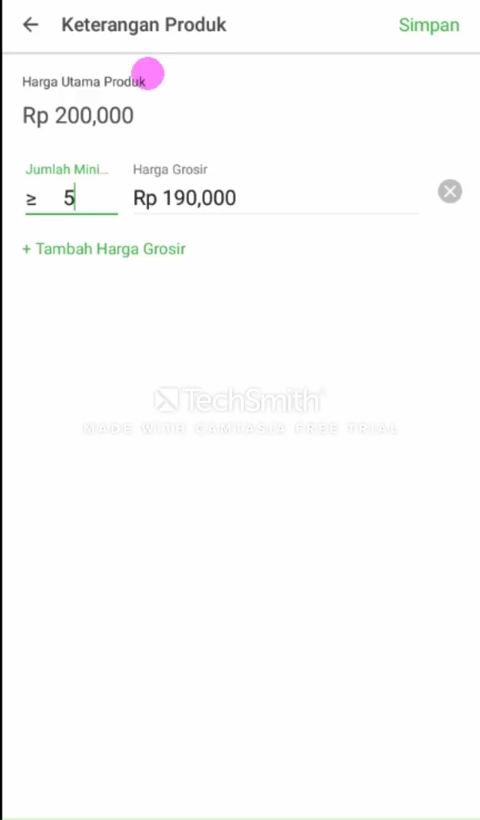 Keterangan Produk
Simpan
Harga Utama Produk
Rp 200,000
Jumlah Mini...
Harga Grosir
≥ 5
Rp 190,000
+ Tambah Harga Grosir
TechSmith
MADE WITH CAMTASIA FREE TRIAL